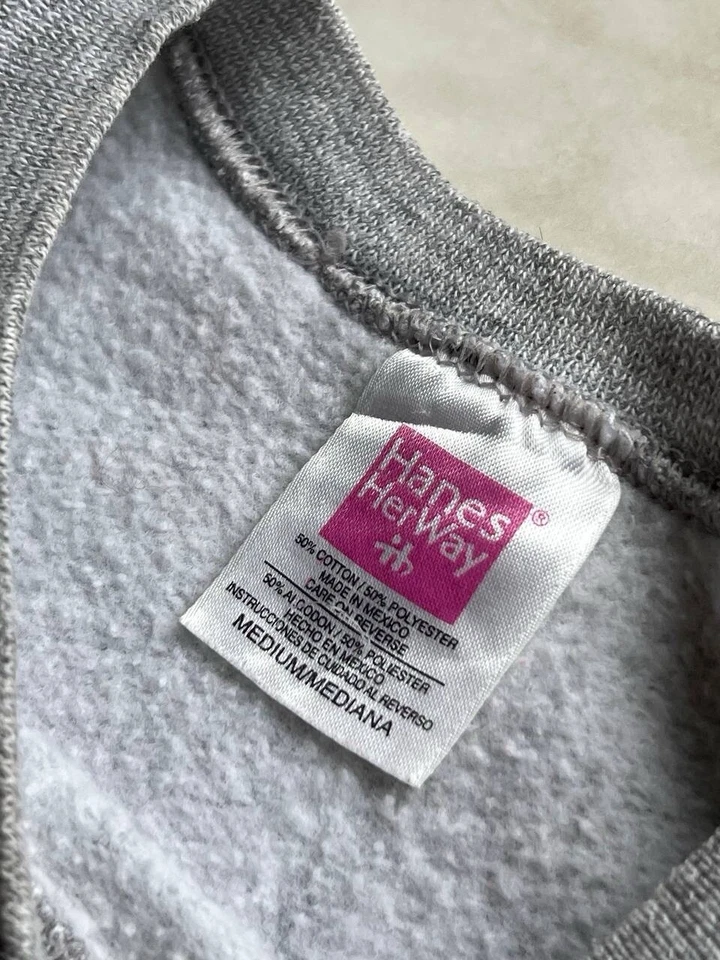 Hanes
HerWay
®
50% COTTON / 50% POLYESTER
MADE IN MEXICO
CARE ON REVERSE
50% ALGODON / 50% POLIESTER
HECHO EN MEXICO
INSTRUCCIONES DE CUIDADO AL REVERSO
MEDIUM/MEDIANA